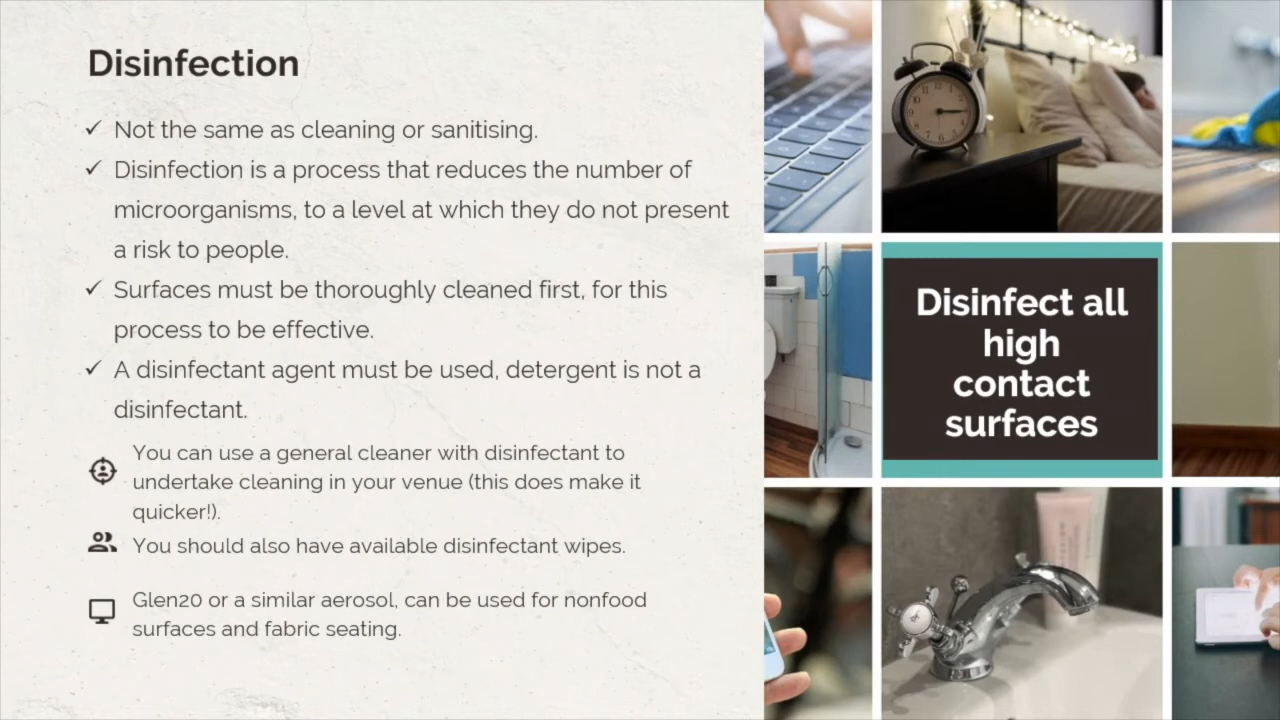 Disinfection
Not the same as cleaning or sanitising.
Disinfection is a process that reduces the number of
microorganisms, to a level at which they do not present
a risk to people.
Surfaces must be thoroughly cleaned first, for this
process to be effective.
A disinfectant agent must be used, detergent is not a
disinfectant.
You can use a general cleaner with disinfectant to
undertake cleaning in your venue (this does make it
quicker!).
You should also have available disinfectant wipes.
Glen20 or a similar aerosol, can be used for nonfood
surfaces and fabric seating.
Disinfect all
high
contact
surfaces